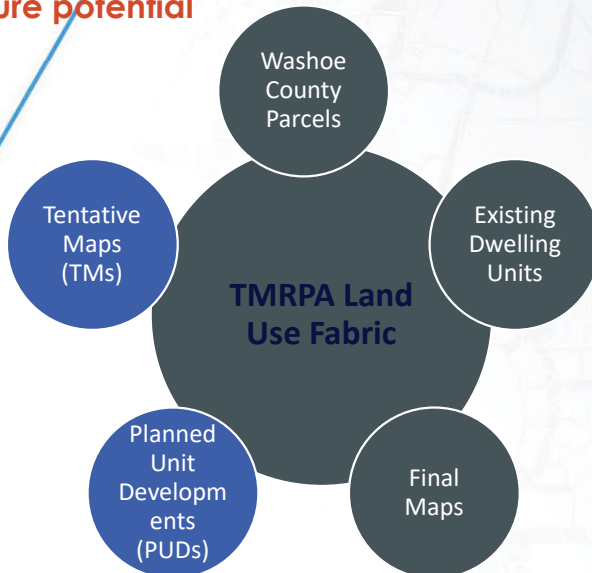 ure potential
Washoe
County
Parcels
Tentative
Maps
(TMs)
Existing
Dwelling
Units
TMRPA Land
Use Fabric
Planned
Unit
Developm
ents
(PUDs)
Final
Maps